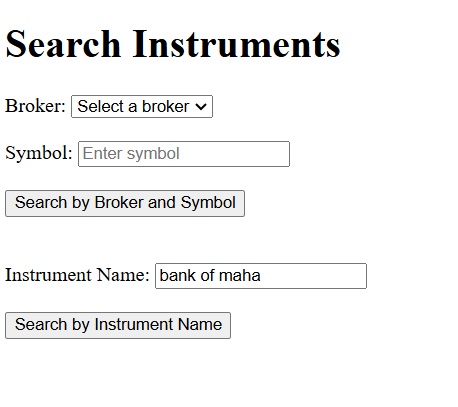 Search Instruments
Broker: Select a broker
Symbol: Enter symbol
Search by Broker and Symbol
Instrument Name: bank of maha
Search by Instrument Name